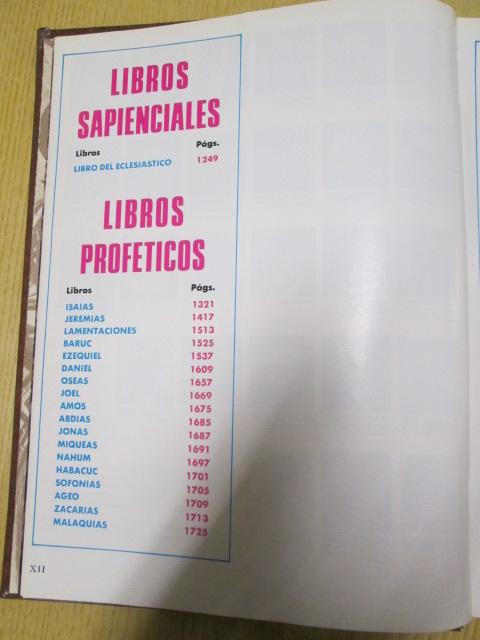 LIBROS
SAPIENCIALES
Libros Págs.
LIBRO DEL ECLESIASTICO 1249
LIBROS
PROFETICOS
Libros Págs.
ISAIAS 1321
JEREMIAS 1417
LAMENTACIONES 1513
BARUC 1525
EZEQUIEL 1537
DANIEL 1609
OSEAS 1657
JOEL 1669
AMOS 1675
ABDIAS 1685
JONAS 1687
MIQUEAS 1691
NAHUM 1697
HABACUC 1701
SOFONIAS 1705
AGEO 1709
ZACARIAS 1713
MALAQUIAS 1725
XII